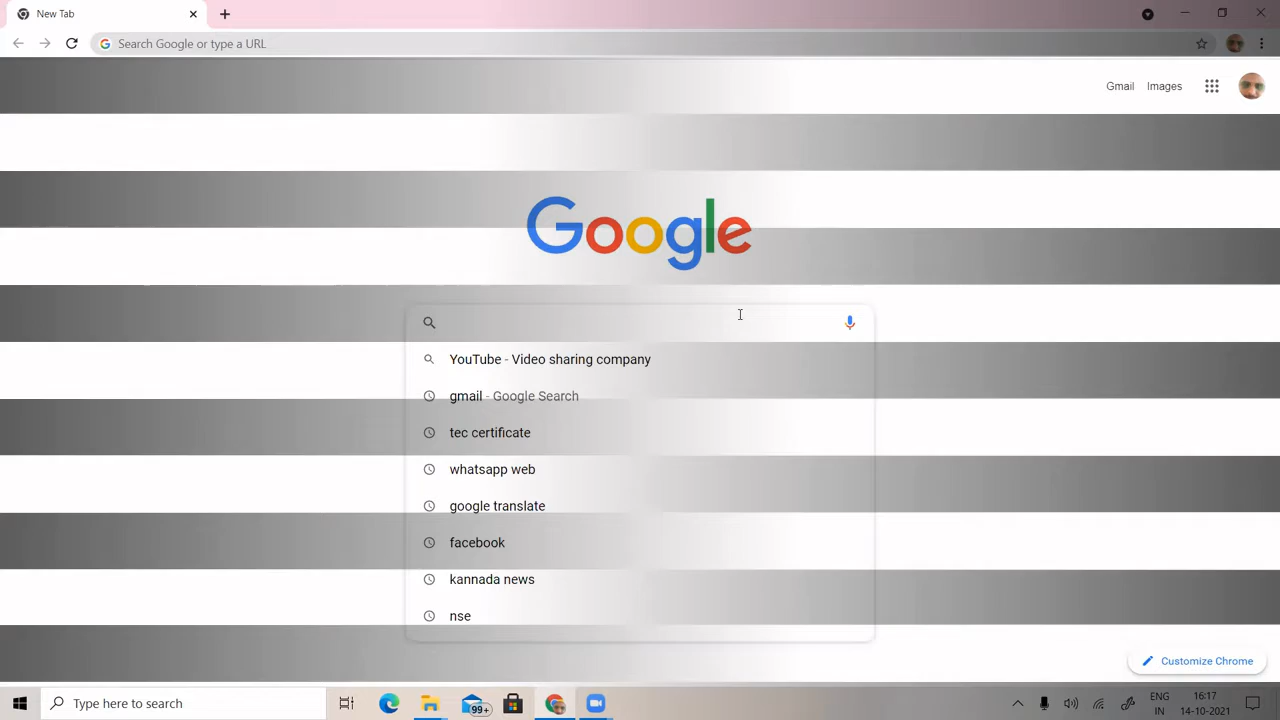 New Tab
Search Google or type a URL
Gmail Images
Google
YouTube - Video sharing company
gmail - Google Search
tec certificate
whatsapp web
google translate
facebook
kannada news
nse
Customize Chrome
Type here to search
99+
ENG
IN
16:17
14-10-2021